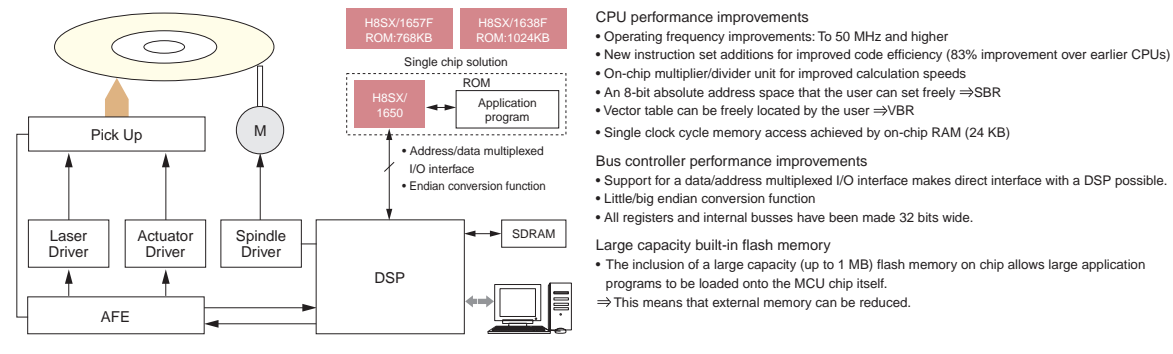 H8SX/1657F
ROM:768KB
H8SX/1638F
ROM:1024KB
Single chip solution
ROM
H8SX/
1650
Application
program
Pick Up
M
• Address/data multiplexed
I/O interface
• Endian conversion function
Laser
Driver
Actuator
Driver
Spindle
Driver
DSP
SDRAM
AFE
CPU performance improvements
• Operating frequency improvements: To 50 MHz and higher
• New instruction set additions for improved code efficiency (83% improvement over earlier CPUs)
• On-chip multiplier/divider unit for improved calculation speeds
• An 8-bit absolute address space that the user can set freely ⇒SBR
• Vector table can be freely located by the user ⇒VBR
• Single clock cycle memory access achieved by on-chip RAM (24 KB)
Bus controller performance improvements
• Support for a data/address multiplexed I/O interface makes direct interface with a DSP possible.
• Little/big endian conversion function
• All registers and internal busses have been made 32 bits wide.
Large capacity built-in flash memory
• The inclusion of a large capacity (up to 1 MB) flash memory on chip allows large application
programs to be loaded onto the MCU chip itself.
⇒This means that external memory can be reduced.